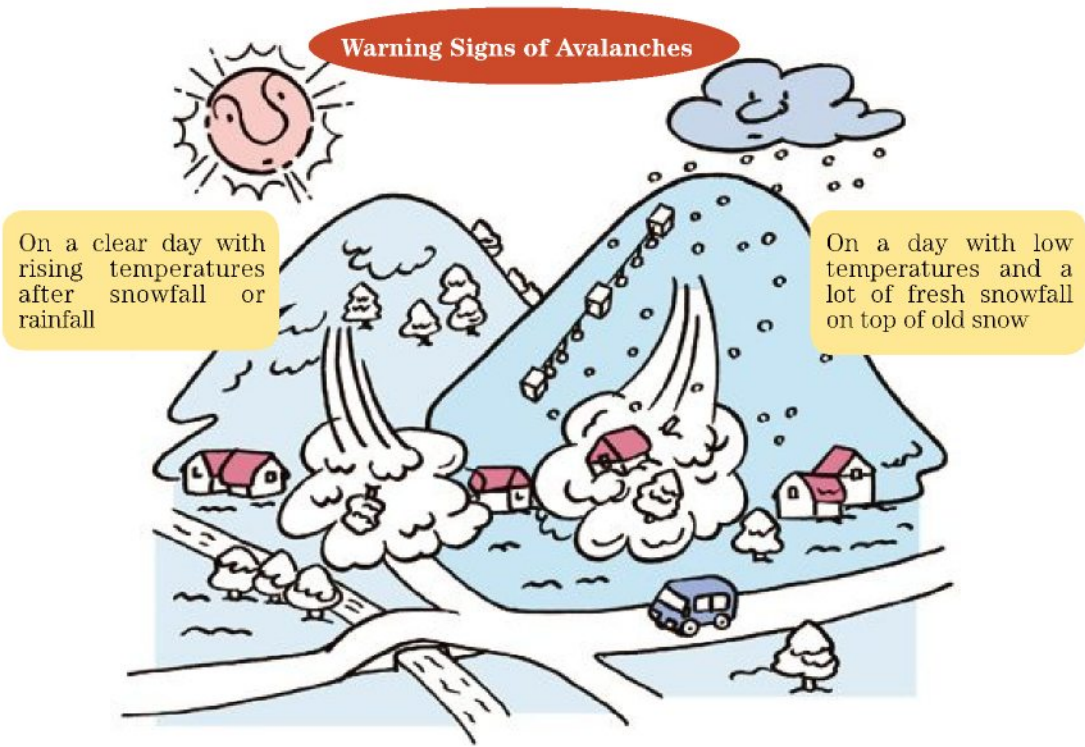 Warning Signs of Avalanches
On a clear day with
rising temperatures
after snowfall or
rainfall
On a day with low
temperatures and a
lot of fresh snowfall
on top of old snow